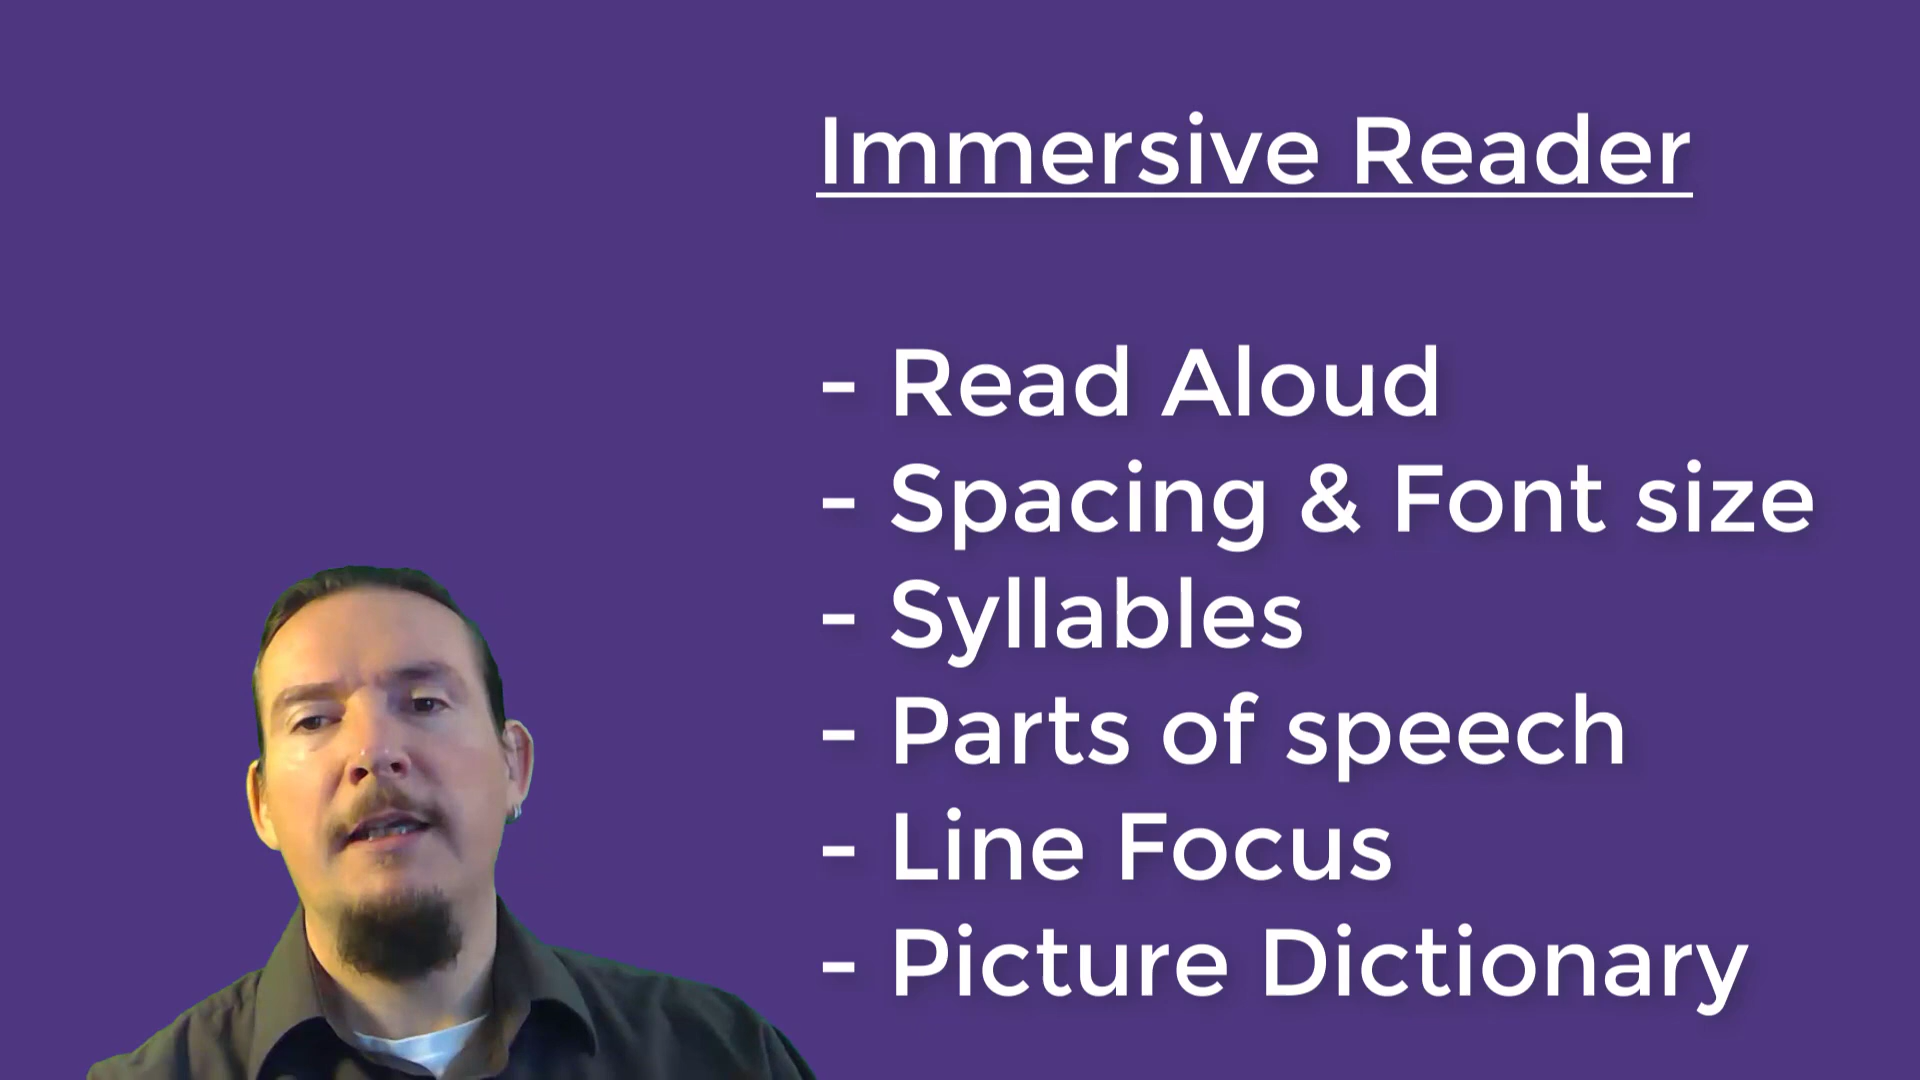 Immersive Reader
- Read Aloud
- Spacing & Font size
- Syllables
- Parts of speech
- Line Focus
- Picture Dictionary